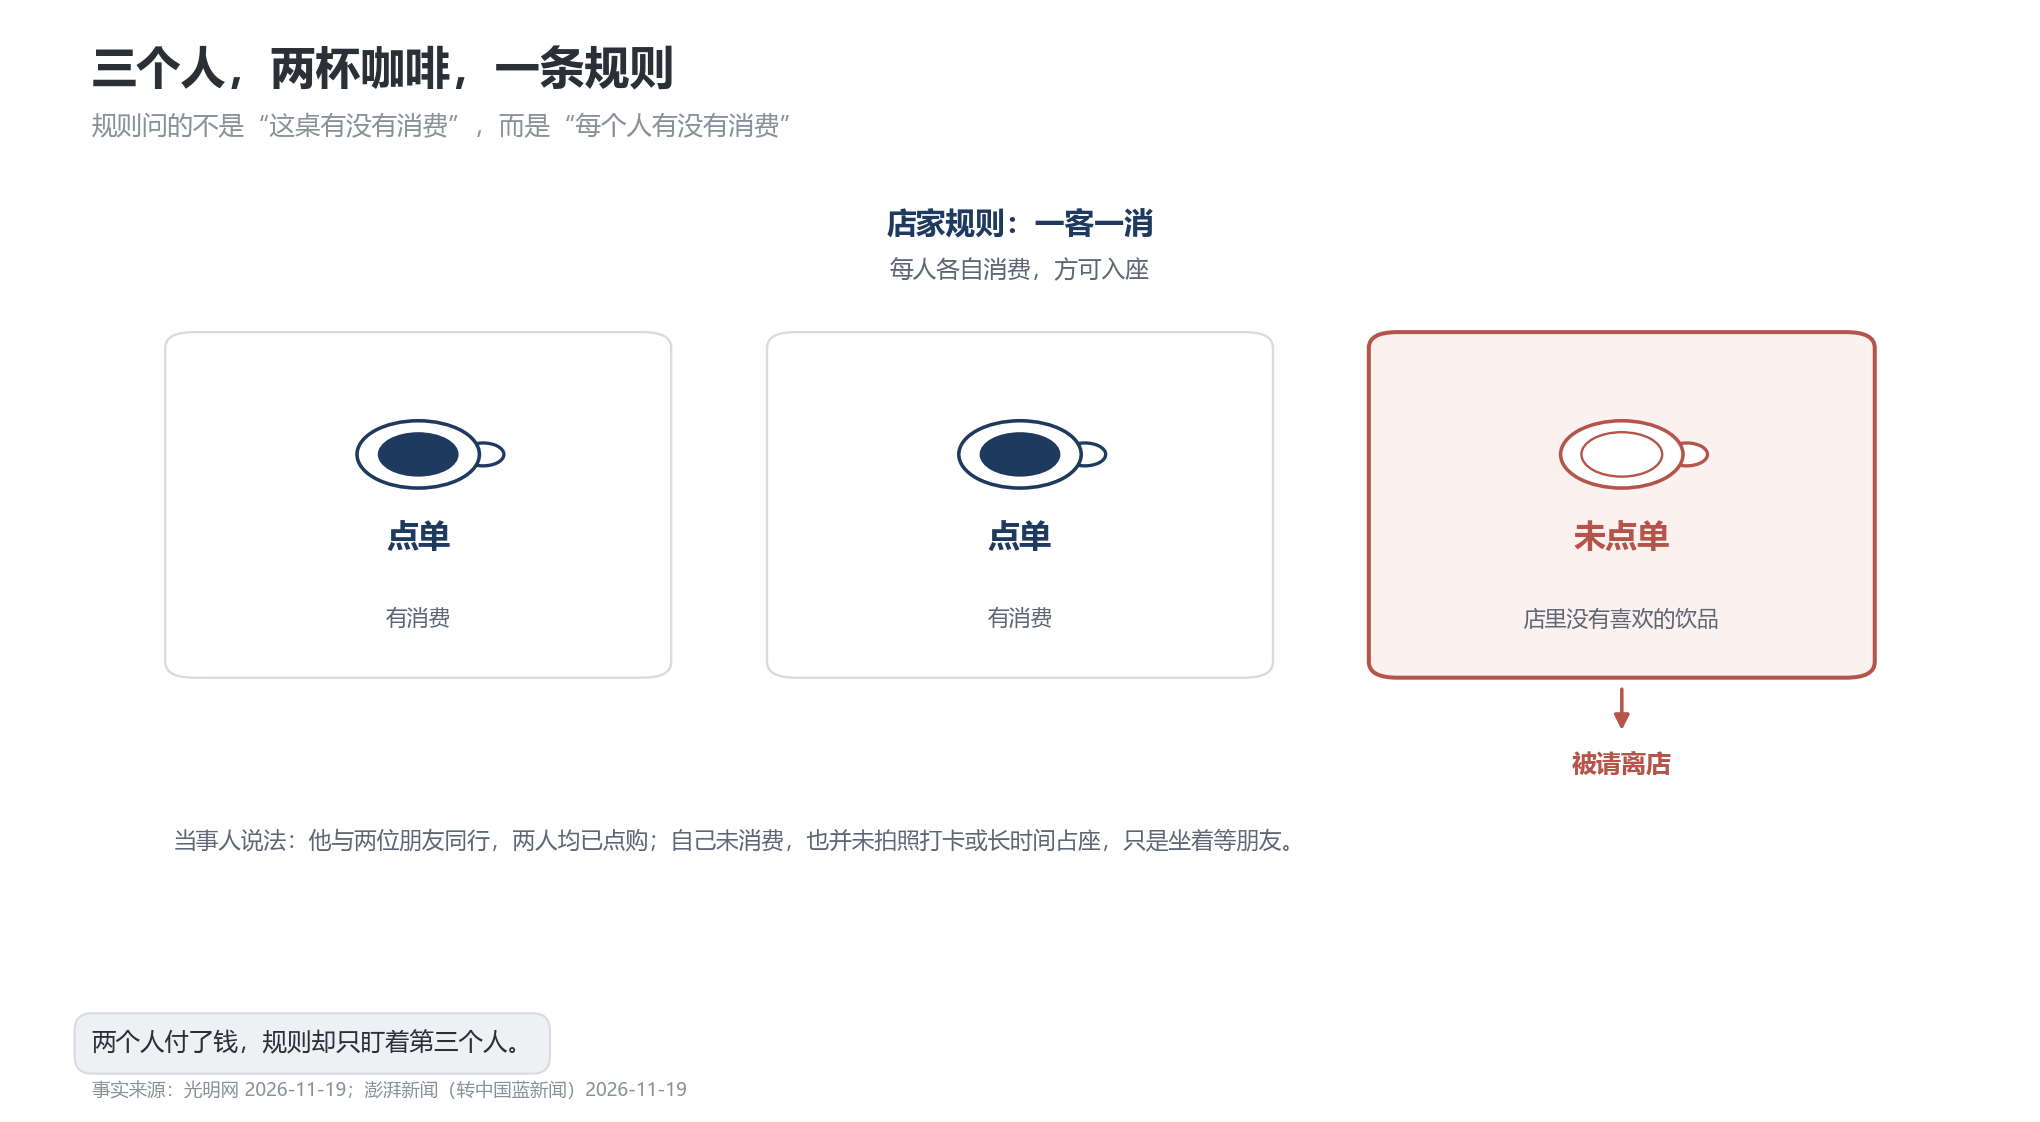 三个人，两杯咖啡，一条规则
规则问的不是“这桌有没有消费”，而是“每个人有没有消费”
店家规则：一客一消
每人各自消费，方可入座
点单
有消费
点单
有消费
未点单
店里没有喜欢的饮品
被请离店
当事人说法：他与两位朋友同行，两人均已点购；自己未消费，也并未拍照打卡或长时间占座，只是坐着等朋友。
两个人付了钱，规则却只盯着第三个人。
事实来源：光明网 2026-11-19；澎湃新闻（转中国蓝新闻）2026-11-19